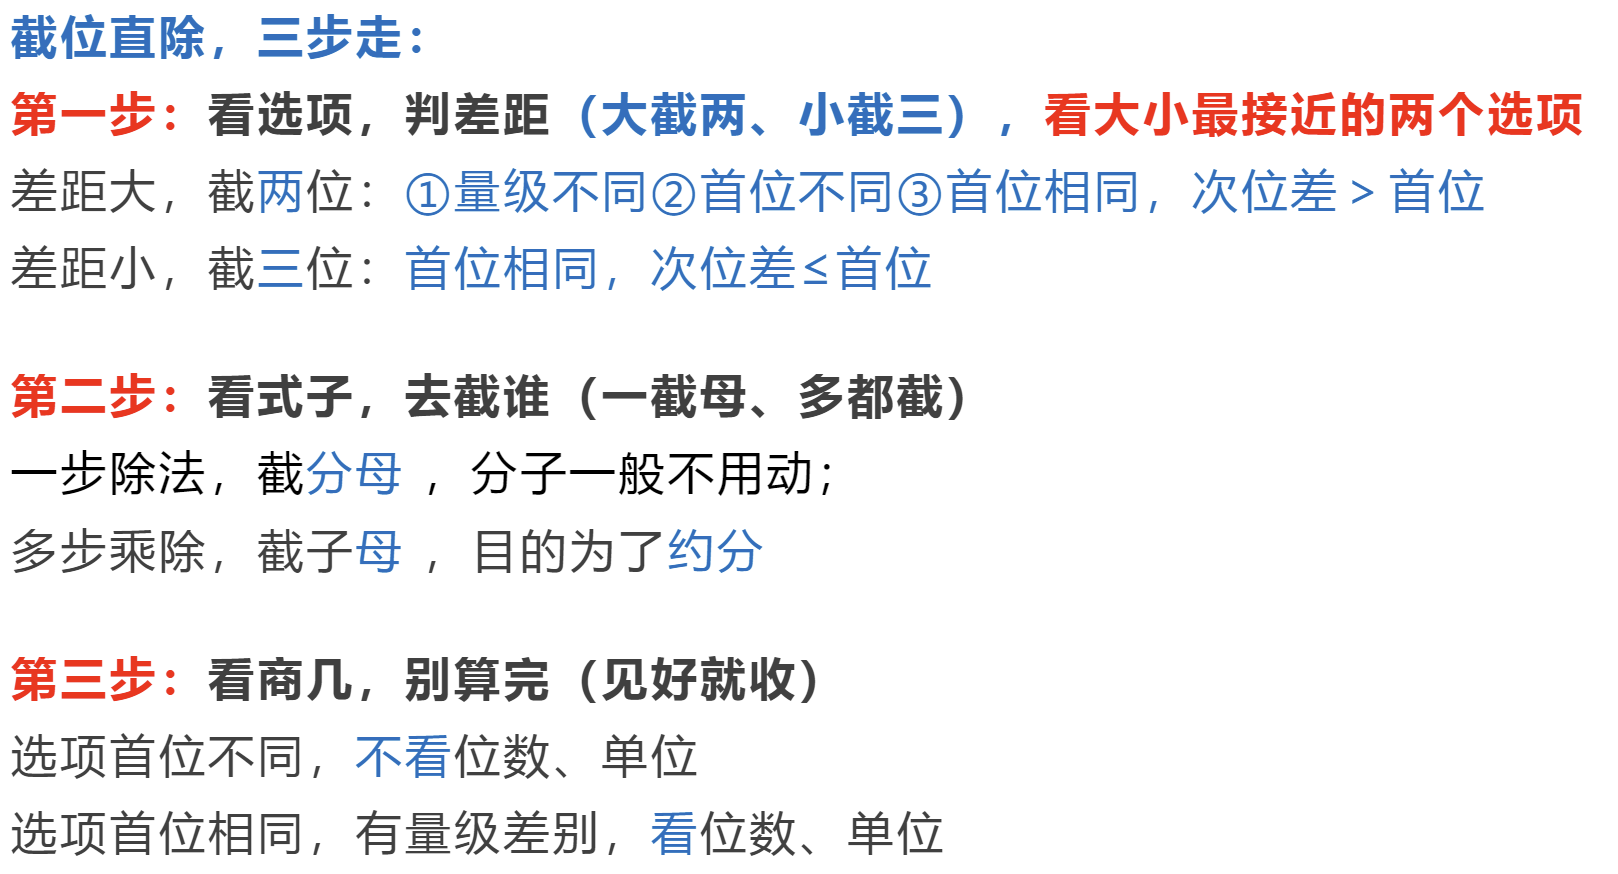 截位直除，三步走：
第一步：看选项，判差距（大截两、小截三），看大小最接近的两个选项
差距大，截两位：①量级不同②首位不同③首位相同，次位差＞首位
差距小，截三位：首位相同，次位差≤首位
第二步：看式子，去截谁（一截母、多都截）
一步除法，截分母 ，分子一般不用动；
多步乘除，截子母 ，目的为了约分
第三步：看商几，别算完（见好就收）
选项首位不同，不看位数、单位
选项首位相同，有量级差别，看位数、单位